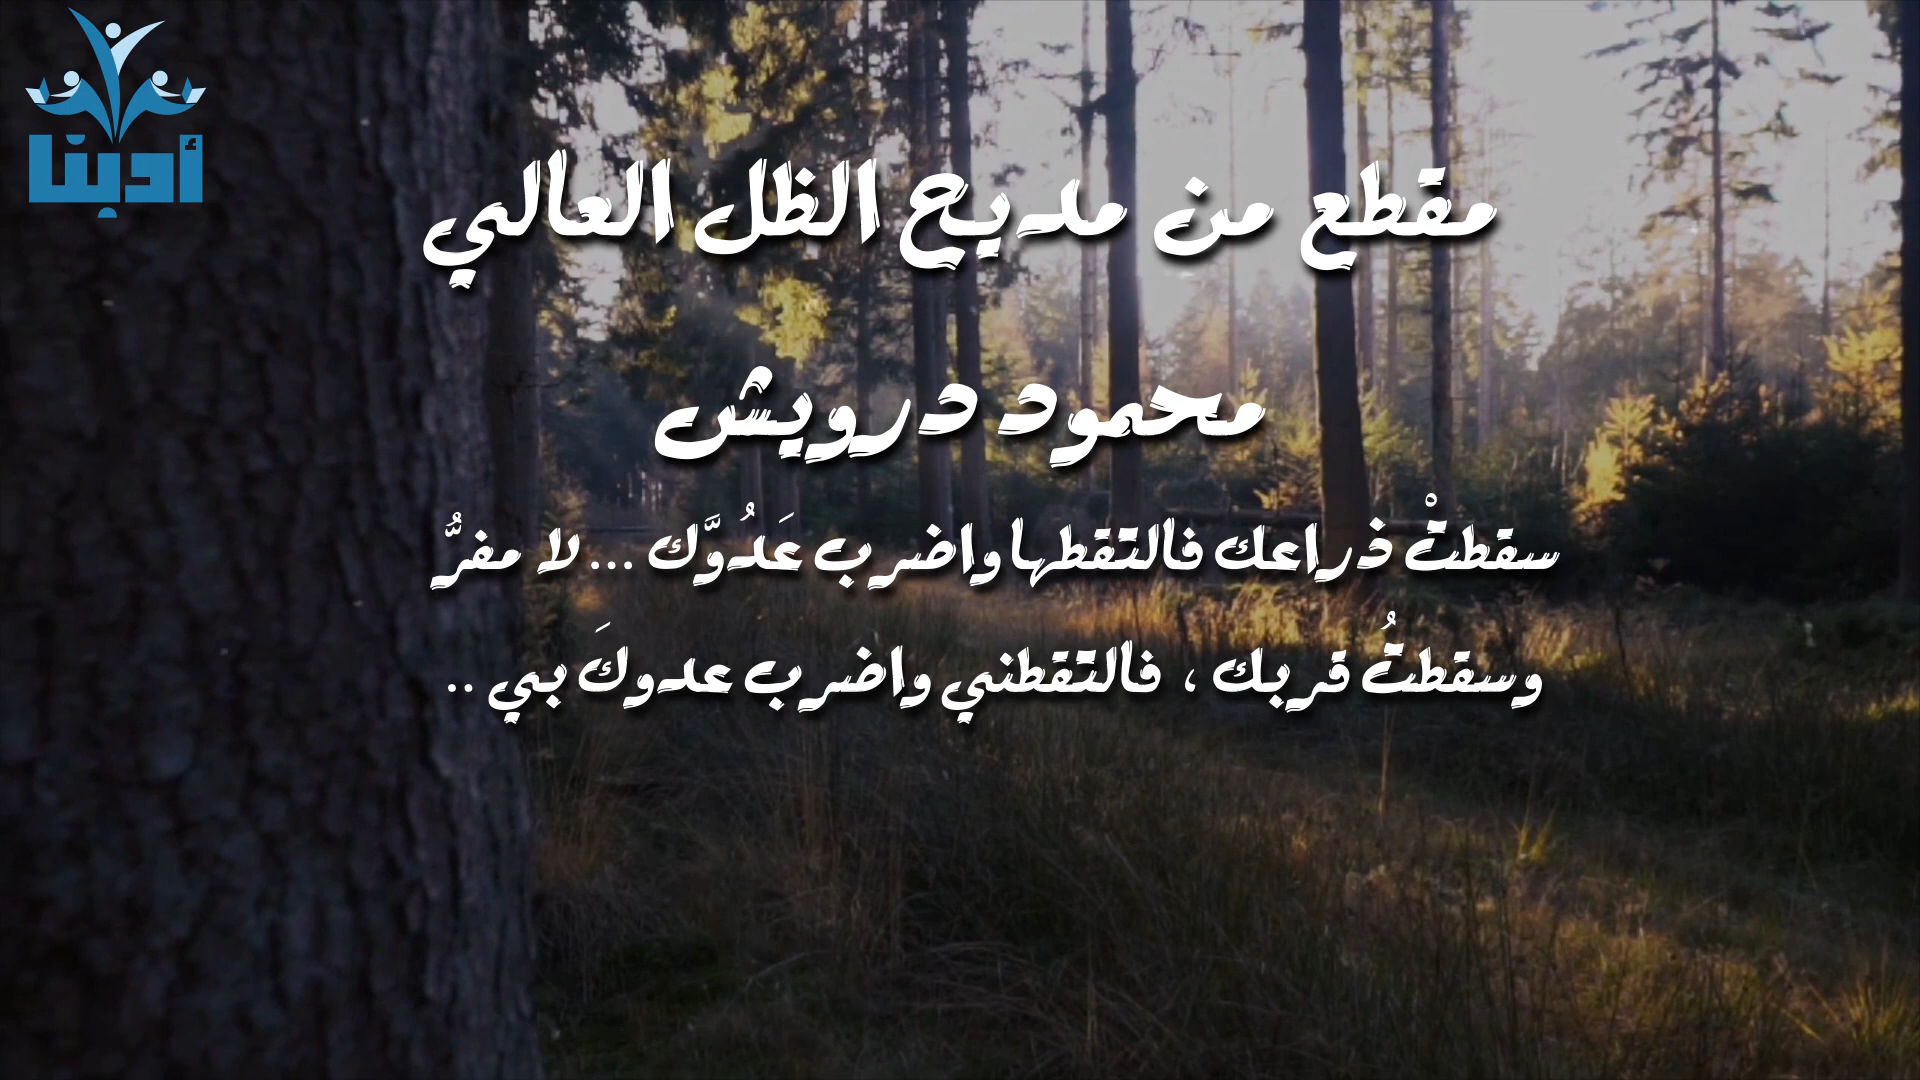 أدبنا
مقطع من مديح الظل العالي
محمود درويش
سقطتْ ذراعك فالتقطها واضرب عَدُوَّك ... لا مفرُّ
وسقطتُ قربك ، فالتقطني واضرب عدوكَ بي ..